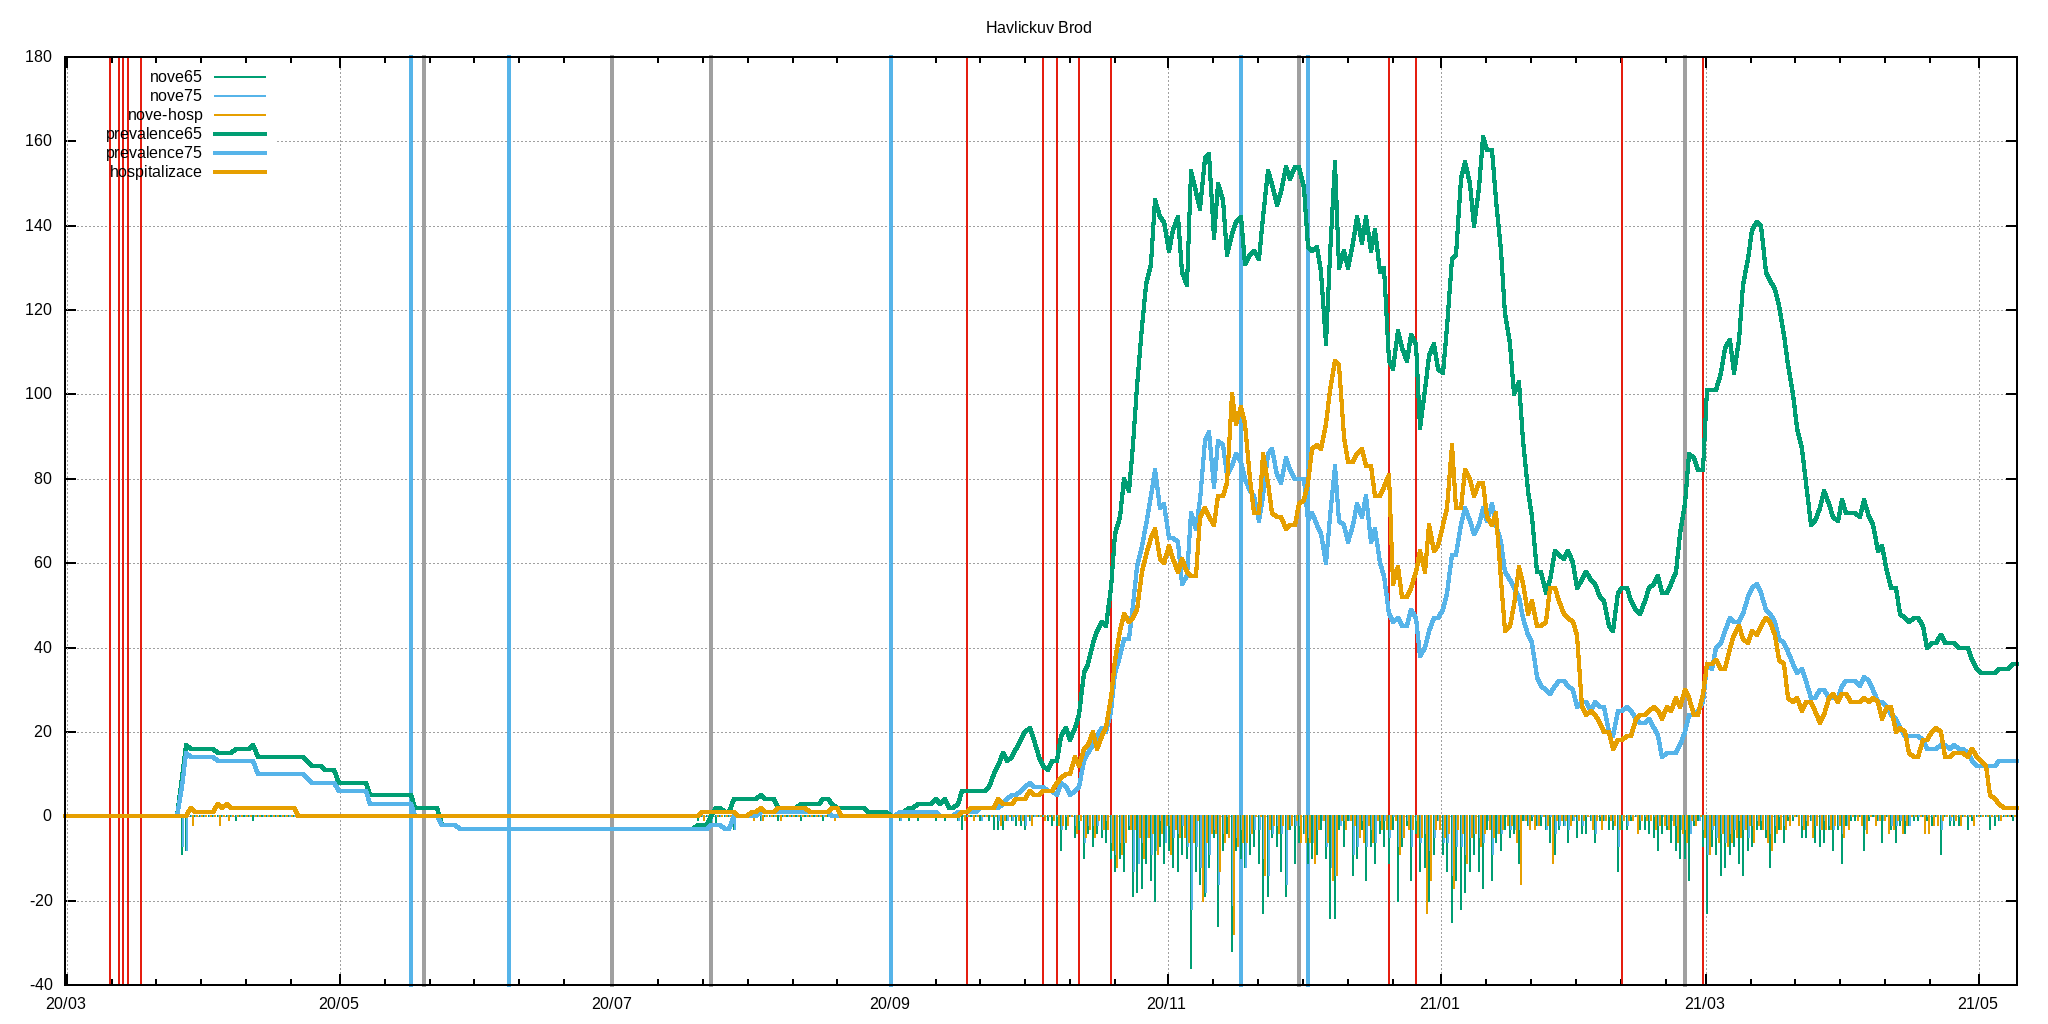 Havlickuv Brod
180
160
140
120
100
80
60
40
20
0
-20
-40
nove65
nove75
nove-hosp
prevalence65
prevalence75
hospitalizace
20/03 20/05 20/07 20/09 20/11 21/01 21/03 21/05